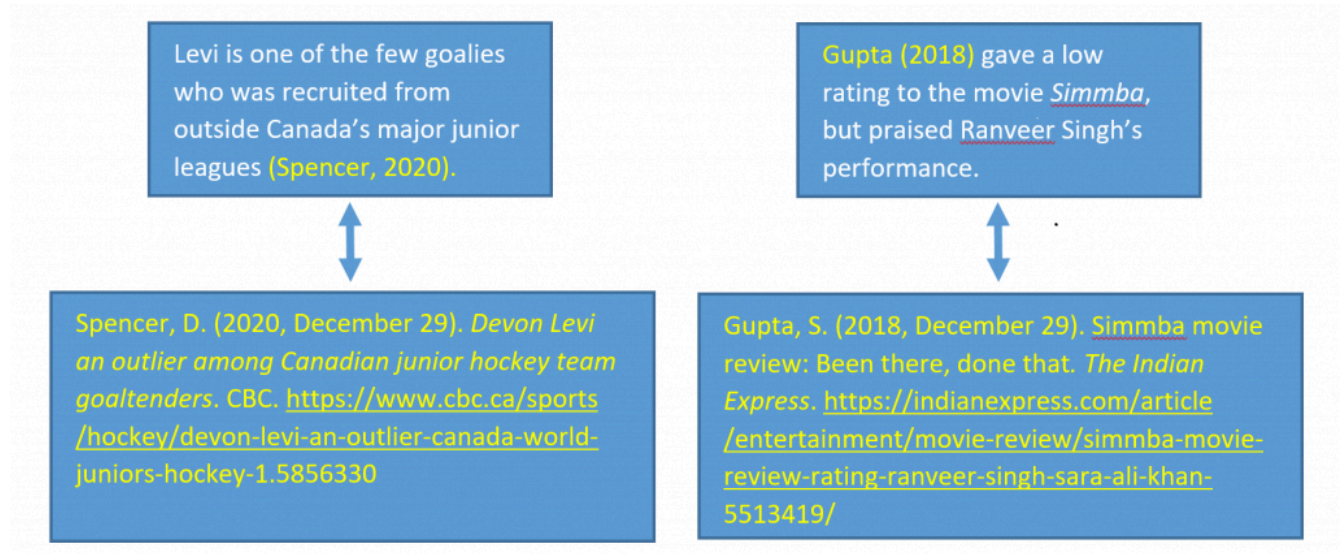 Levi is one of the few goalies
who was recruited from
outside Canada's major junior
leagues (Spencer, 2020).
Spencer, D. (2020, December 29). Devon Levi
an outlier among Canadian junior hockey team
goaltenders. CBC. https://www.cbc.ca/sports
/hockey/devon-levi-an-outlier-canada-world-
juniors-hockey-1.5856330
Gupta (2018) gave a low
rating to the movie Simmba,
but praised Ranveer Singh's
performance.
Gupta, S. (2018, December 29). Simmba movie
review: Been there, done that. The Indian
Express. https://indianexpress.com/article
/entertainment/movie-review/simmba-movie-
review-rating-ranveer-singh-sara-ali-khan-
5513419/